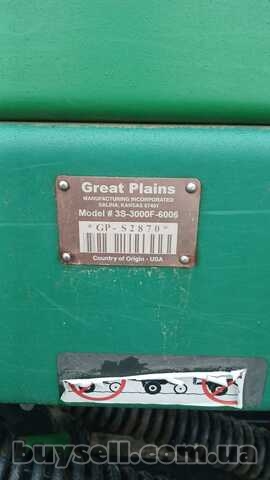 Great Plains
MANUFACTURING INCORPORATED
SALINA, KANSAS 67401
Model # 3S-3000F-6006
*GP-S2870*
Country of Origin - USA
buysell.com.ua